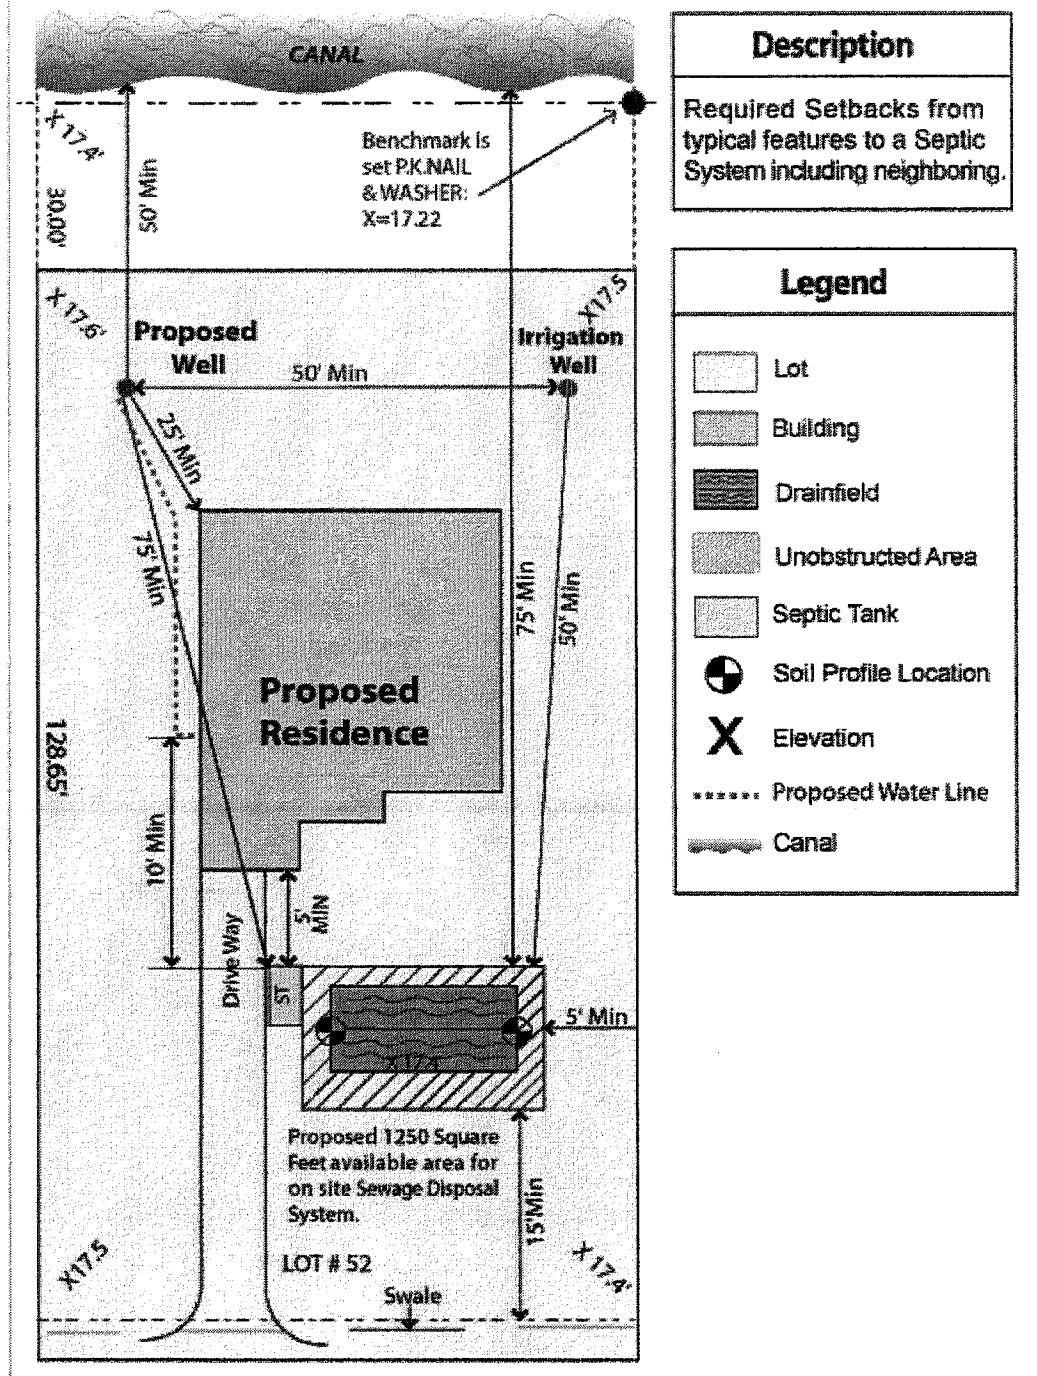 CANAL
Description
Required Setbacks from
typical features to a Septic
System including neighboring.
X 17.4'
30.00'
50' Min
Benchmark is
set P.K.NAIL
& WASHER:
X=17.22
Legend
Lot
Building
Drainfield
Unobstructed Area
Septic Tank
Soil Profile Location
X Elevation
Proposed Water Line
Canal
X 17.6'
X17.5
Proposed
Well
Irrigation
Well
50' Min
25' Min
75' Min
75' Min
50' Min
Proposed
Residence
128.65'
10' Min
5'
MIN
Drive Way
ST
5' Min
X 17.4'
Proposed 1250 Square
Feet available area for
on site Sewage Disposal
System.
15'Min
LOT # 52
X17.5
X 17.4'
Swale